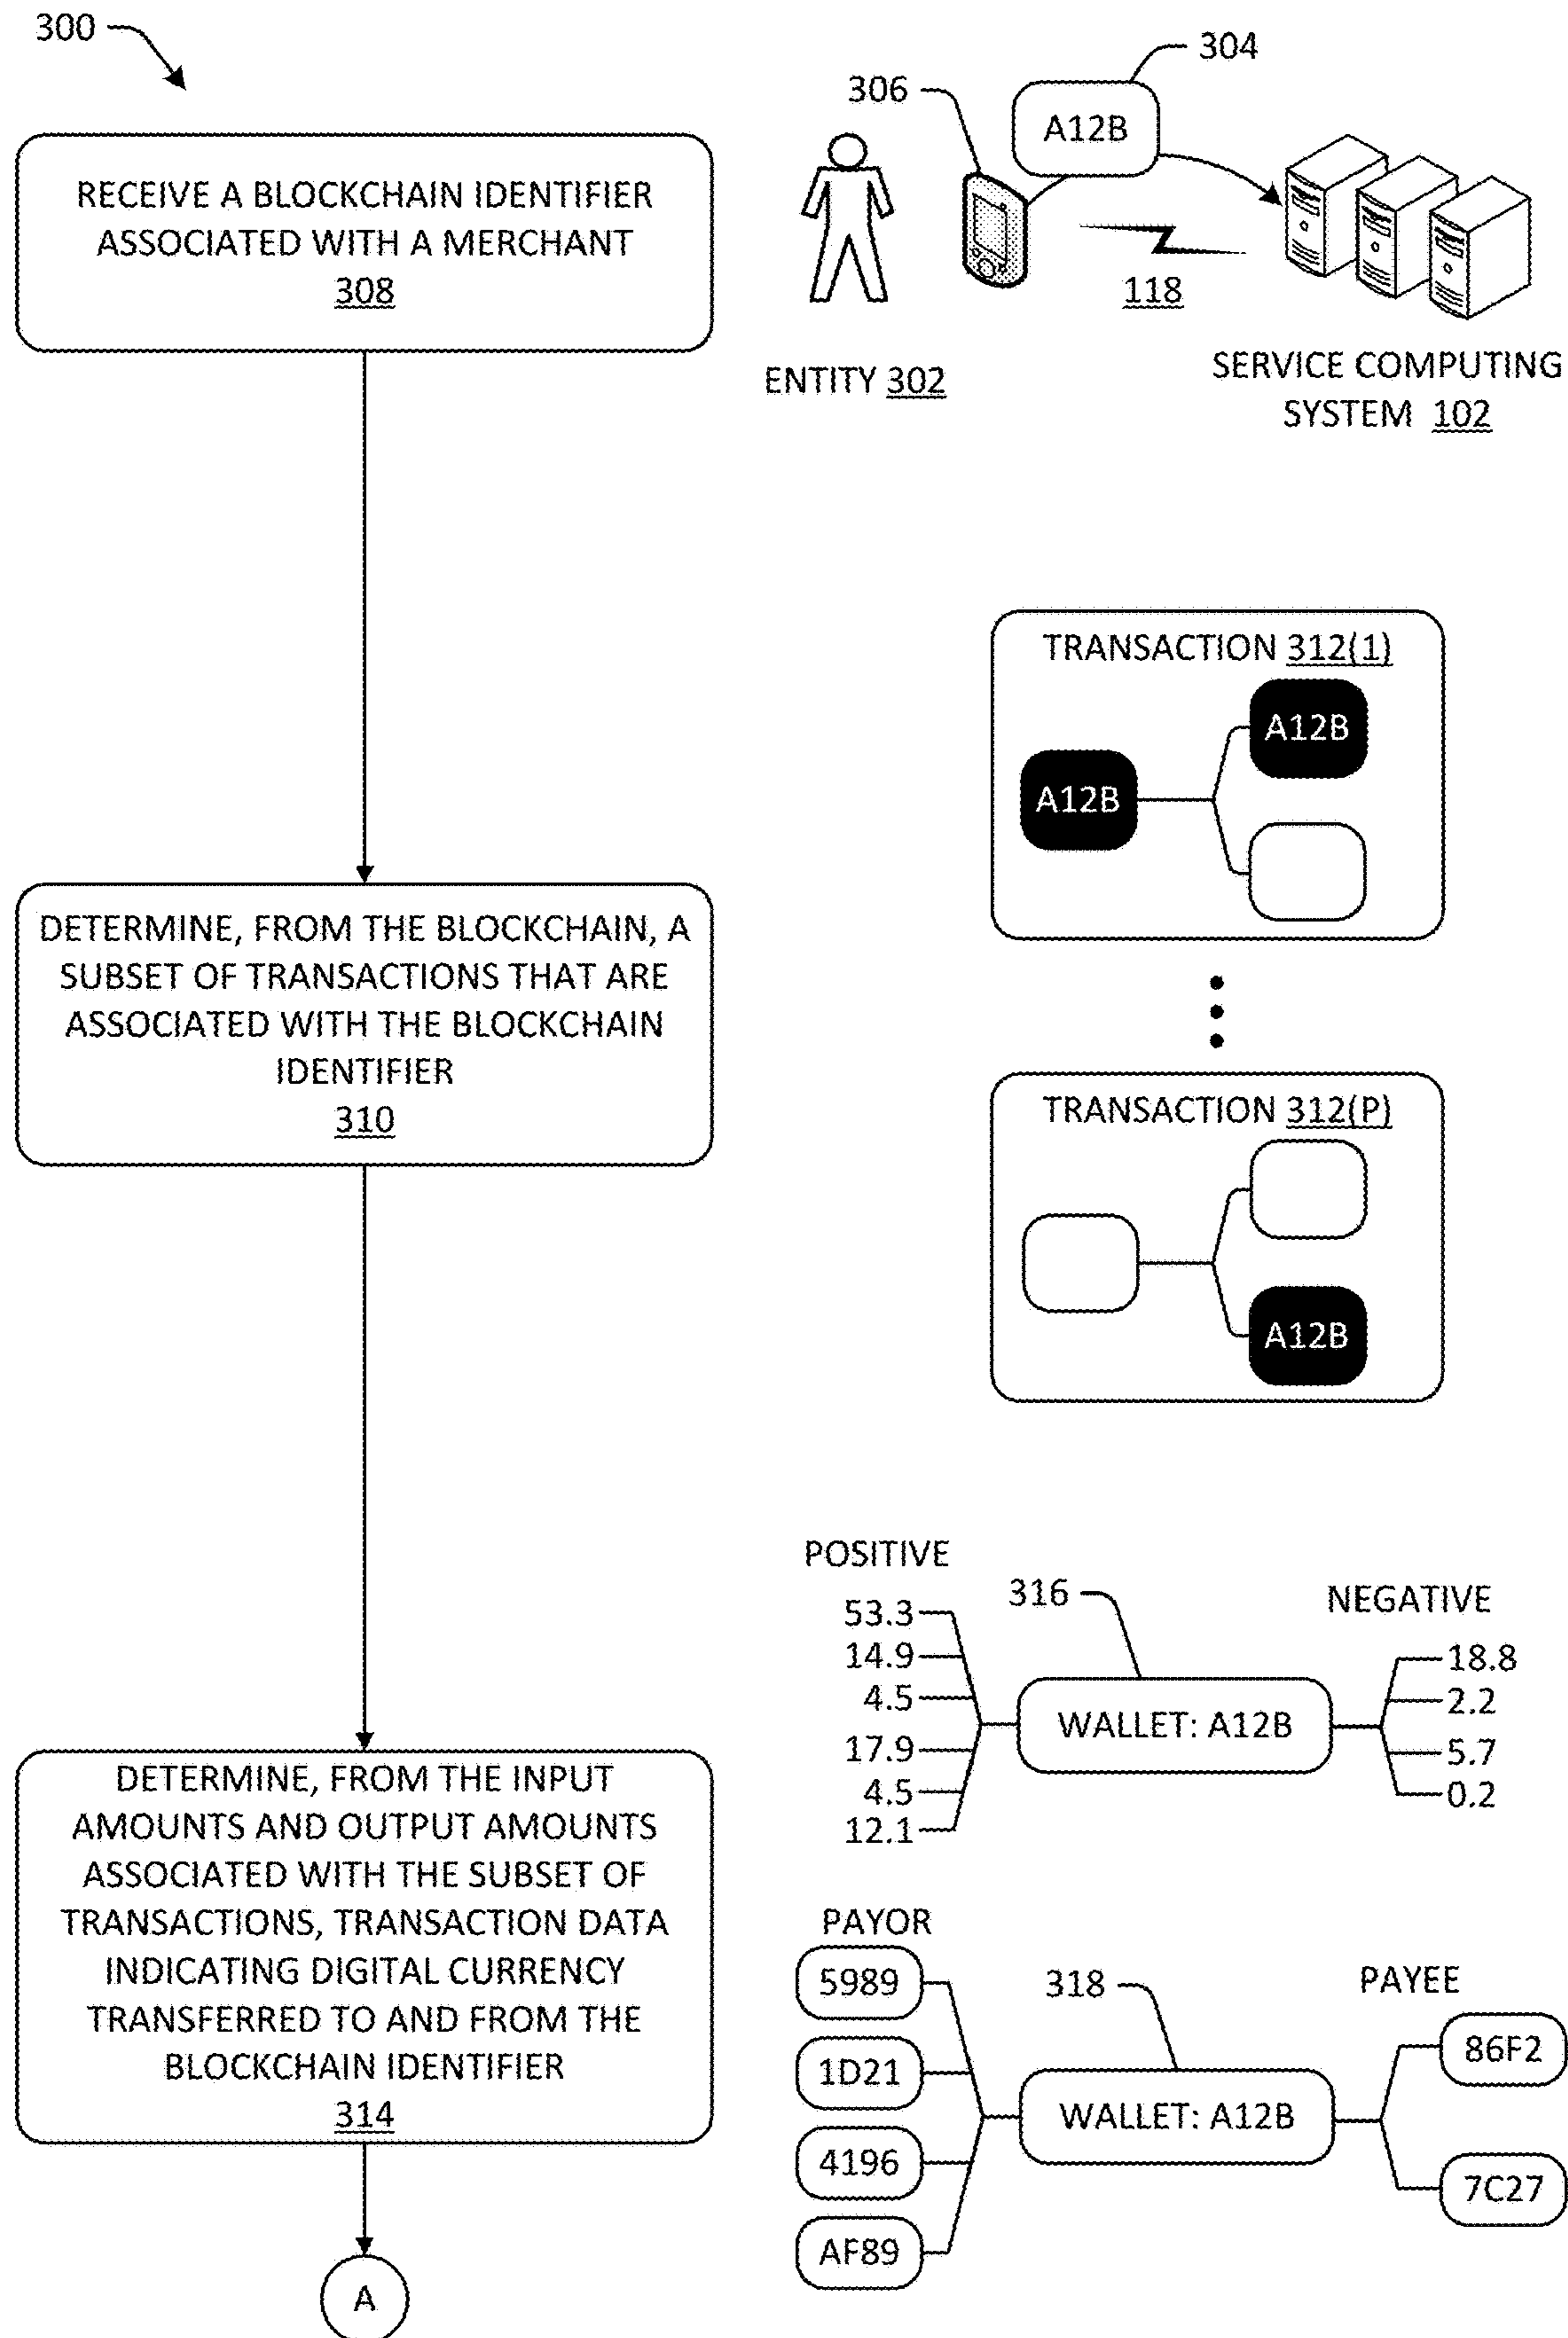 300
RECEIVE A BLOCKCHAIN IDENTIFIER
ASSOCIATED WITH A MERCHANT
308
304
306
A12B
118
ENTITY 302
SERVICE COMPUTING
SYSTEM 102
DETERMINE, FROM THE BLOCKCHAIN, A
SUBSET OF TRANSACTIONS THAT ARE
ASSOCIATED WITH THE BLOCKCHAIN
IDENTIFIER
310
TRANSACTION 312(1)
A12B
A12B
TRANSACTION 312(P)
A12B
DETERMINE, FROM THE INPUT
AMOUNTS AND OUTPUT AMOUNTS
ASSOCIATED WITH THE SUBSET OF
TRANSACTIONS, TRANSACTION DATA
INDICATING DIGITAL CURRENCY
TRANSFERRED TO AND FROM THE
BLOCKCHAIN IDENTIFIER
314
A
POSITIVE
53.3
14.9
4.5
17.9
4.5
12.1
316
WALLET: A12B
NEGATIVE
18.8
2.2
5.7
0.2
PAYOR
5989
1D21
4196
AF89
318
WALLET: A12B
PAYEE
86F2
7C27